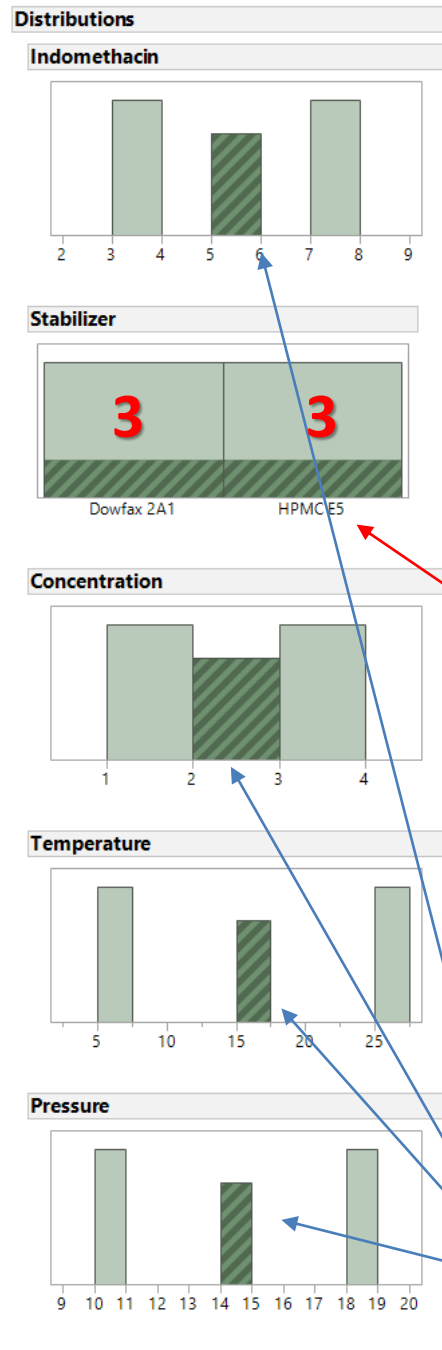 Distributions
Indomethacin
2 3 4 5 6 7 8 9
Stabilizer
3 3
Dowfax 2A1 HPMC E5
Concentration
1 2 3 4
Temperature
5 10 15 20 25
Pressure
9 10 11 12 13 14 15 16 17 18 19 20